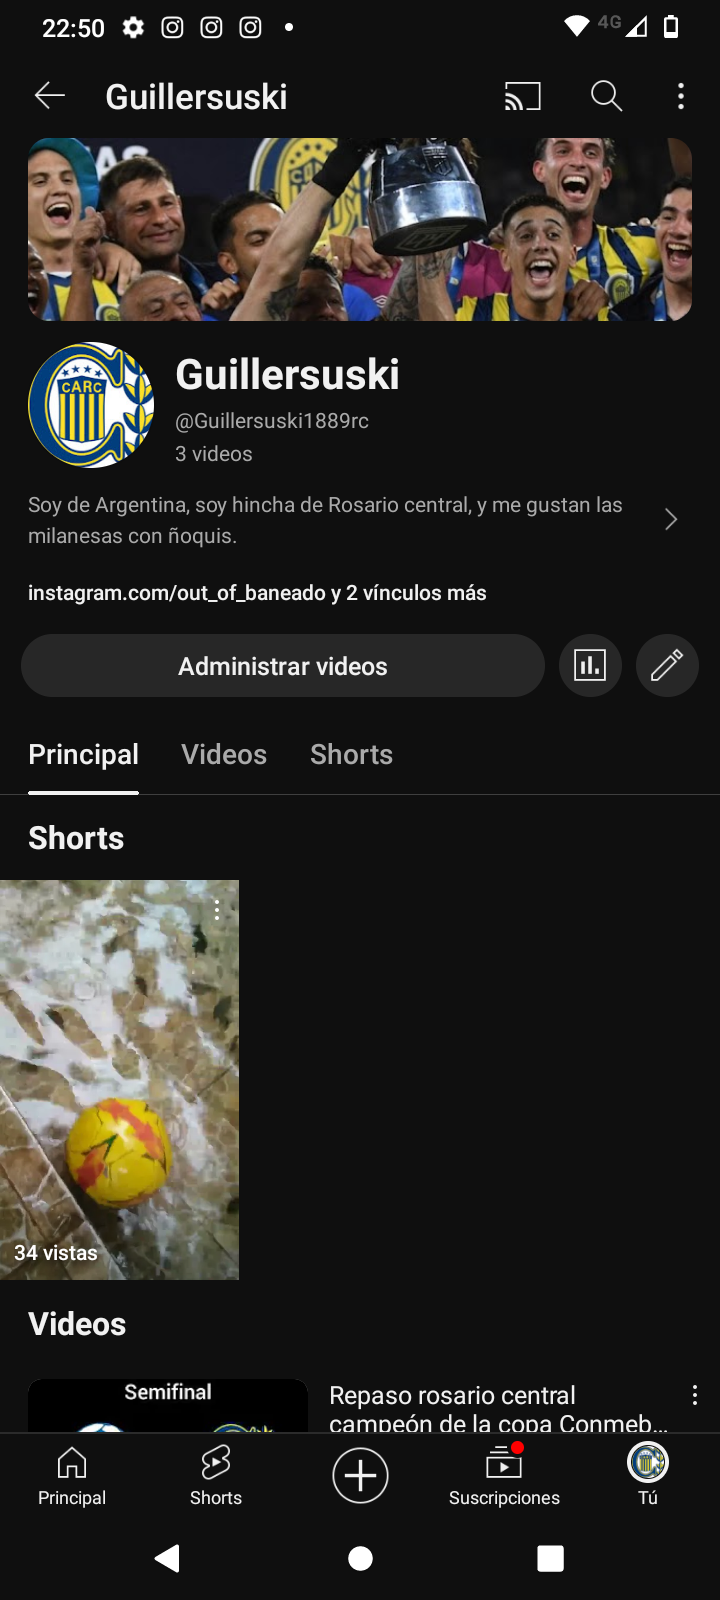 22:50
4G
Guillersuski
Guillersuski
CARC
@Guillersuski1889rc
3 videos
Soy de Argentina, soy hincha de Rosario central, y me gustan las
milanesas con ñoquis.
instagram.com/out_of_baneado y 2 vínculos más
Administrar videos
Principal
Videos
Shorts
Shorts
34 vistas
Videos
Semifinal
Repaso rosario central
campeón de la copa Conmeb...
Principal
Shorts
Suscripciones
Tú